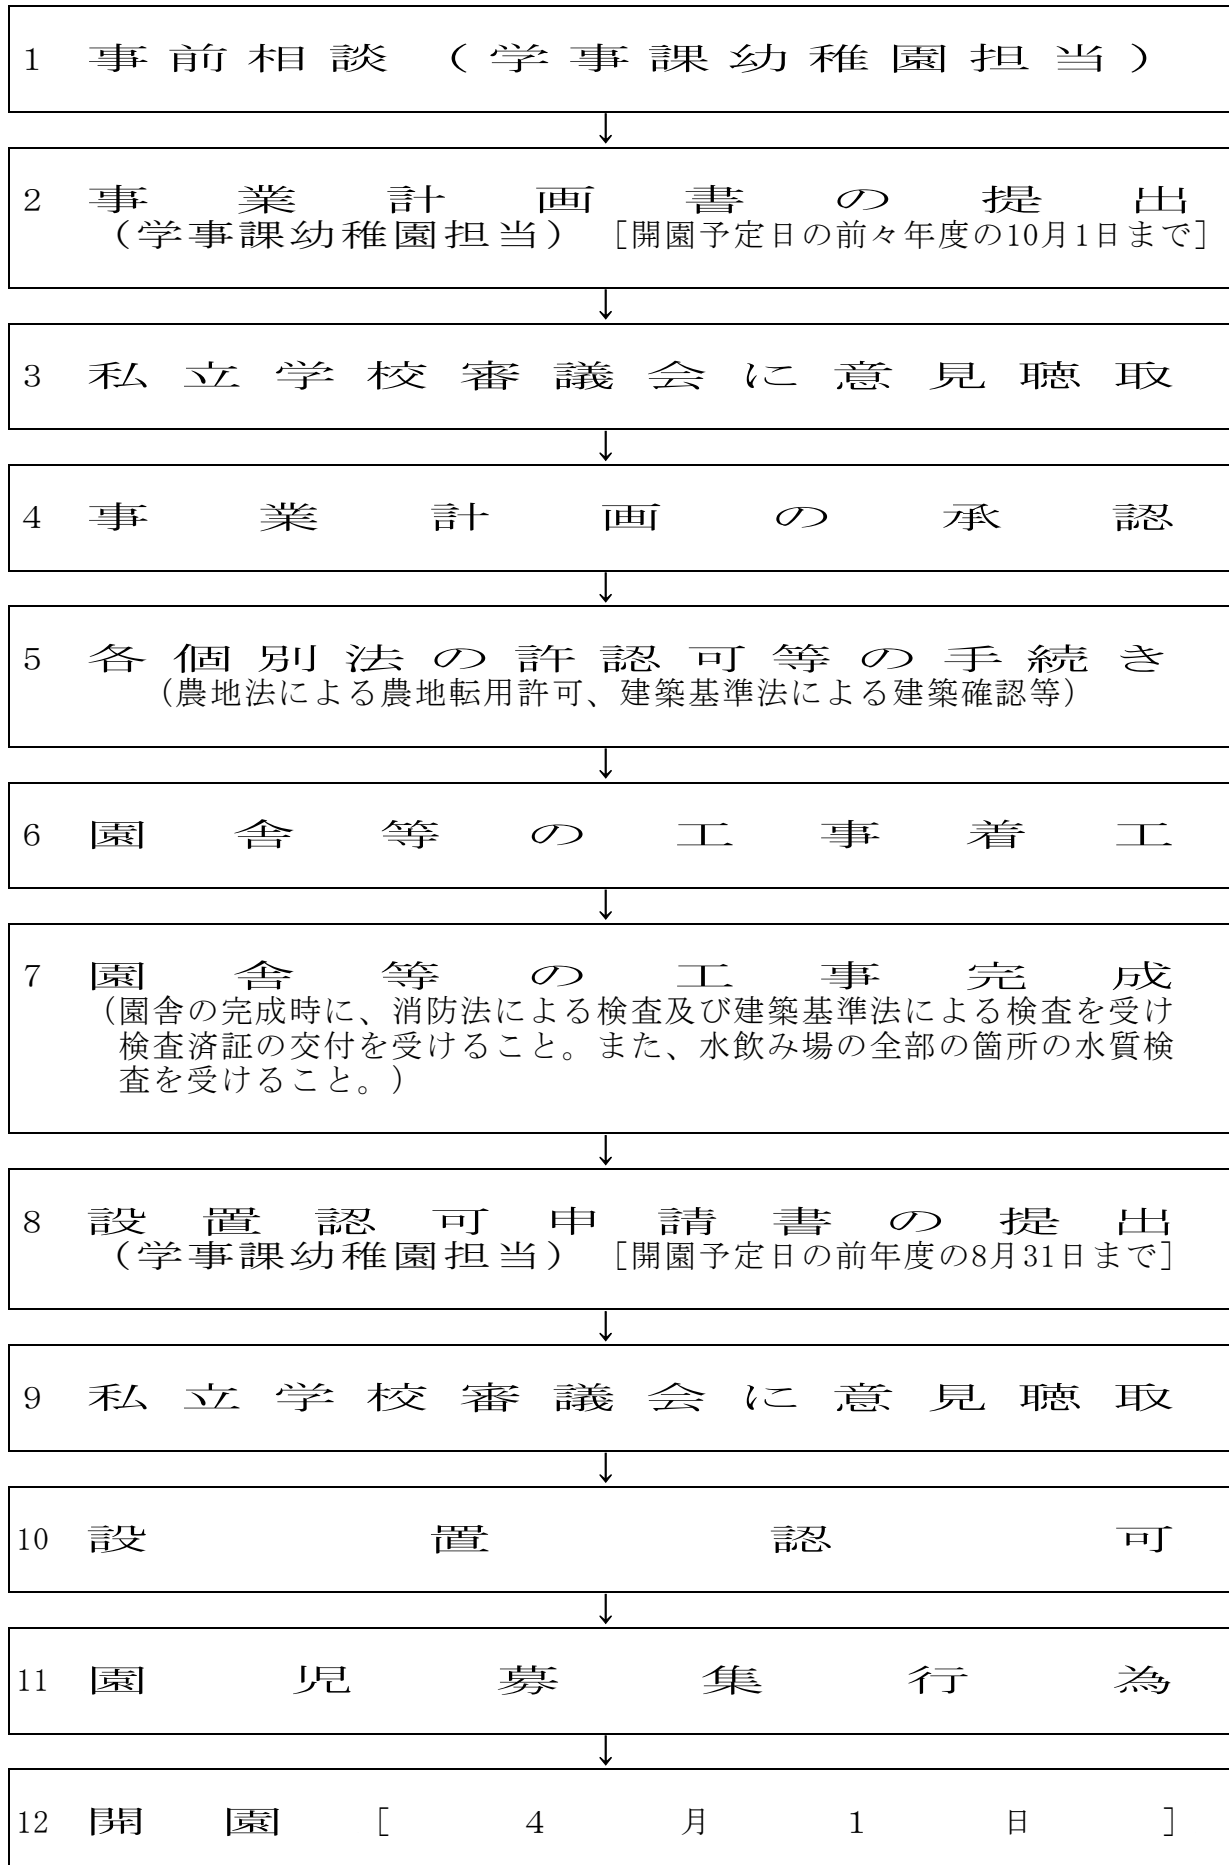 1 事前相談（学事課幼稚園担当）
↓
2 事業計画書の提出
（学事課幼稚園担当）［開園予定日の前々年度の10月1日まで］
↓
3 私立学校審議会に意見聴取
↓
4 事業計画の承認
↓
5 各個別法の許認可等の手続き
（農地法による農地転用許可、建築基準法による建築確認等）
↓
6 園舎等の工事着工
↓
7 園舎等の工事完成
（園舎の完成時に、消防法による検査及び建築基準法による検査を受け
検査済証の交付を受けること。また、水飲み場の全部の箇所の水質検
査を受けること。）
↓
8 設置認可申請書の提出
（学事課幼稚園担当）［開園予定日の前年度の8月31日まで］
↓
9 私立学校審議会に意見聴取
↓
10 設置認可
↓
11 園児募集行為
↓
12 開園［4月1日］